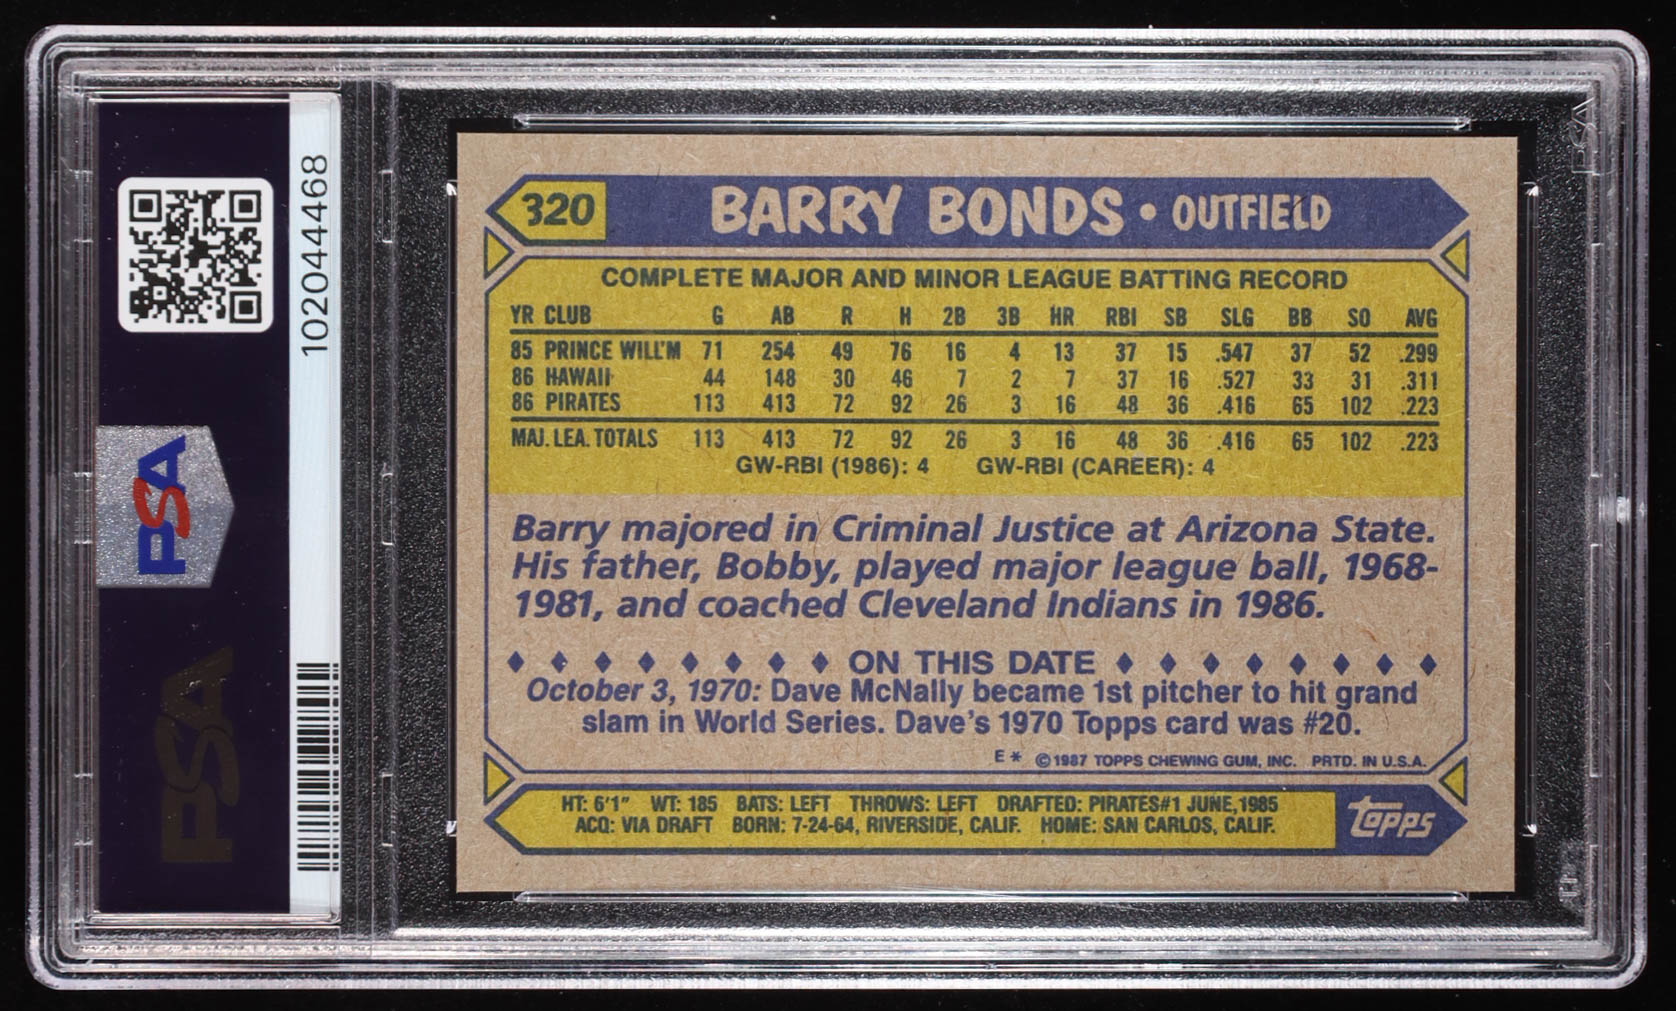 102044468
PSA
PSA
320 BARRY BONDS • OUTFIELD
COMPLETE MAJOR AND MINOR LEAGUE BATTING RECORD
YR CLUB G AB R H 2B 3B HR RBI SB SLG BB SO AVG
85 PRINCE WILL'M 71 254 49 76 16 4 13 37 15 .547 37 52 .299
86 HAWAII 44 148 30 46 7 2 7 37 16 .527 33 31 .311
86 PIRATES 113 413 72 92 26 3 16 48 36 .416 65 102 .223
MAJ. LEA. TOTALS 113 413 72 92 26 3 16 48 36 .416 65 102 .223
GW-RBI (1986): 4 GW-RBI (CAREER): 4
Barry majored in Criminal Justice at Arizona State.
His father, Bobby, played major league ball, 1968-
1981, and coached Cleveland Indians in 1986.
♦ ♦ ♦ ♦ ♦ ♦ ♦ ♦ ON THIS DATE ♦ ♦ ♦ ♦ ♦ ♦ ♦ ♦
October 3, 1970: Dave McNally became 1st pitcher to hit grand
slam in World Series. Dave's 1970 Topps card was #20.
E * ©1987 TOPPS CHEWING GUM, INC. PRTD. IN U.S.A.
HT: 6'1" WT: 185 BATS: LEFT THROWS: LEFT DRAFTED: PIRATES#1 JUNE, 1985
ACQ: VIA DRAFT BORN: 7-24-64, RIVERSIDE, CALIF. HOME: SAN CARLOS, CALIF.
TOPPS
PSA